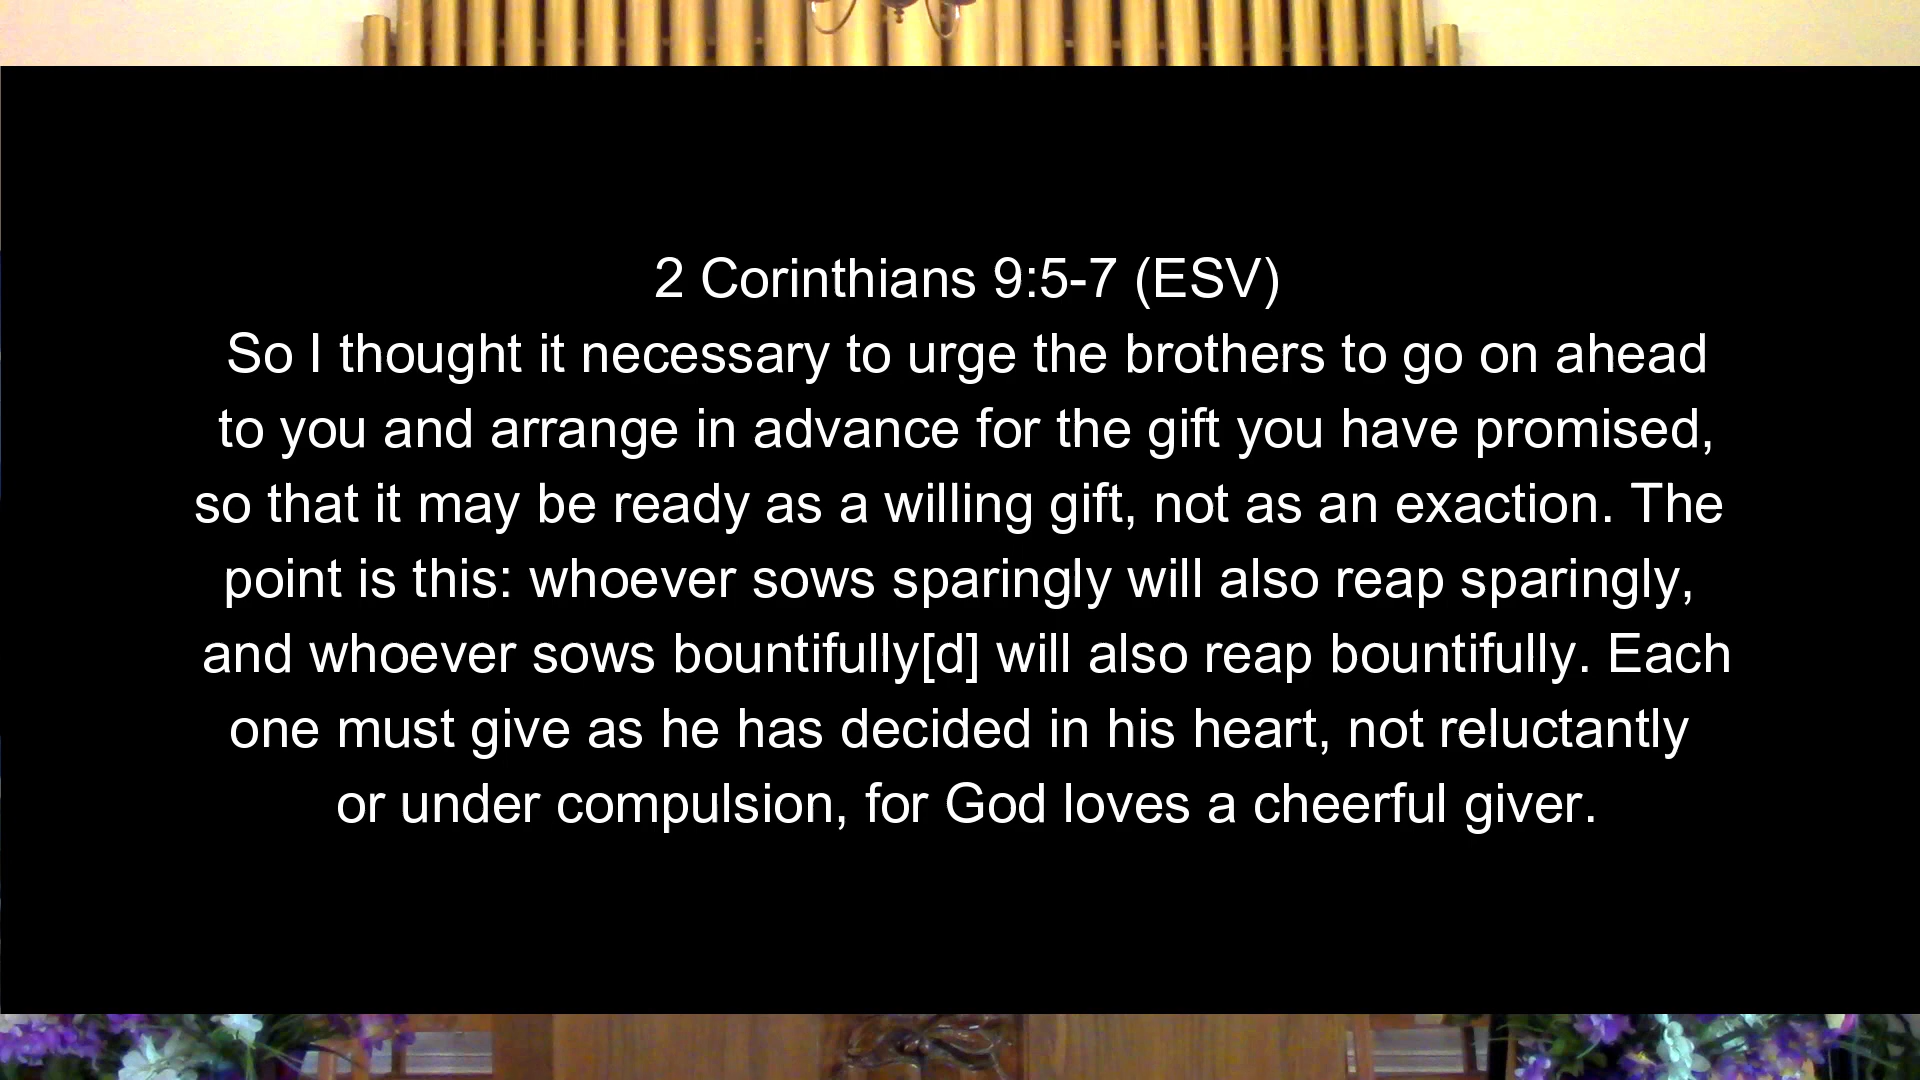 2 Corinthians 9:5-7 (ESV)
So I thought it necessary to urge the brothers to go on ahead
to you and arrange in advance for the gift you have promised,
so that it may be ready as a willing gift, not as an exaction. The
point is this: whoever sows sparingly will also reap sparingly,
and whoever sows bountifully[d] will also reap bountifully. Each
one must give as he has decided in his heart, not reluctantly
or under compulsion, for God loves a cheerful giver.